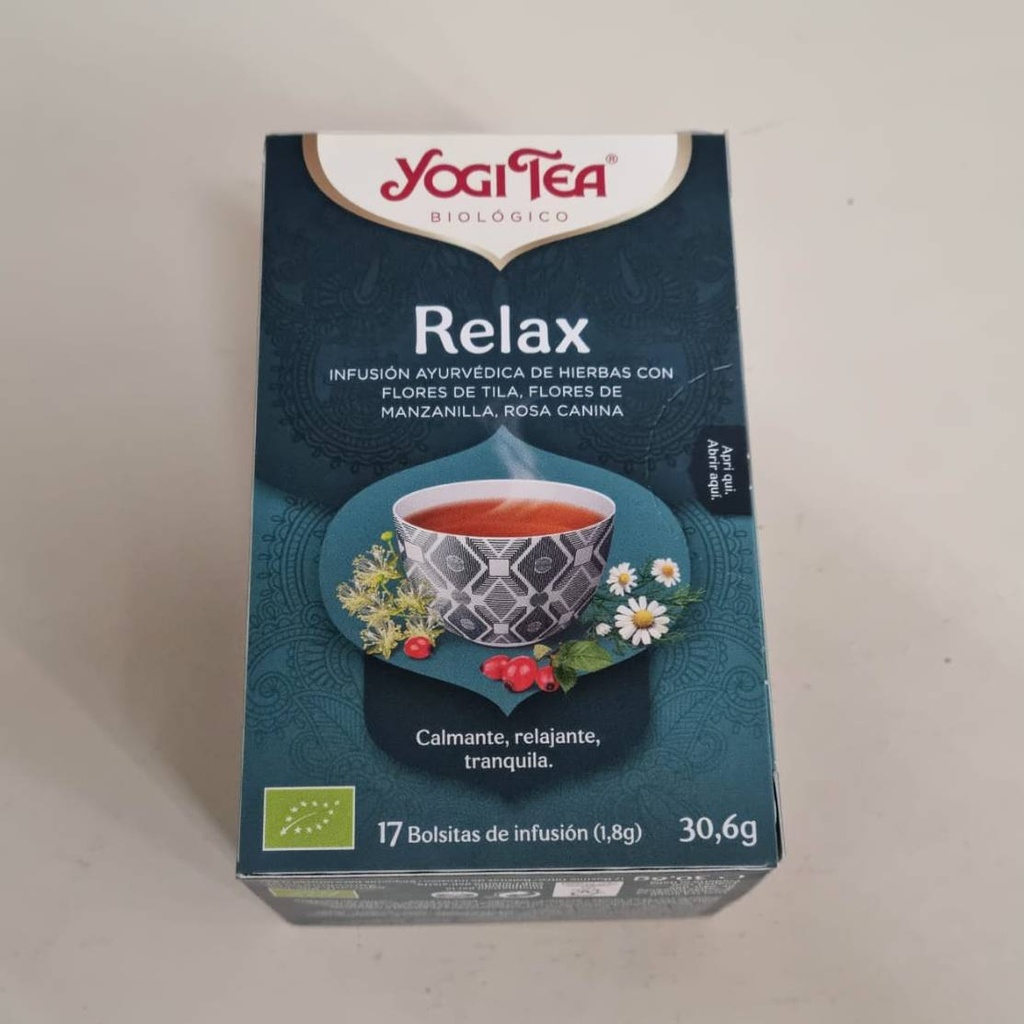 YOGI TEA®
BIOLÓGICO
Relax
INFUSIÓN AYURVÉDICA DE HIERBAS CON
FLORES DE TILA, FLORES DE
MANZANILLA, ROSA CANINA
Apri qui.
Abrir aquí.
Calmante, relajante,
tranquila.
17 Bolsitas de infusión (1,8g)
30,6g